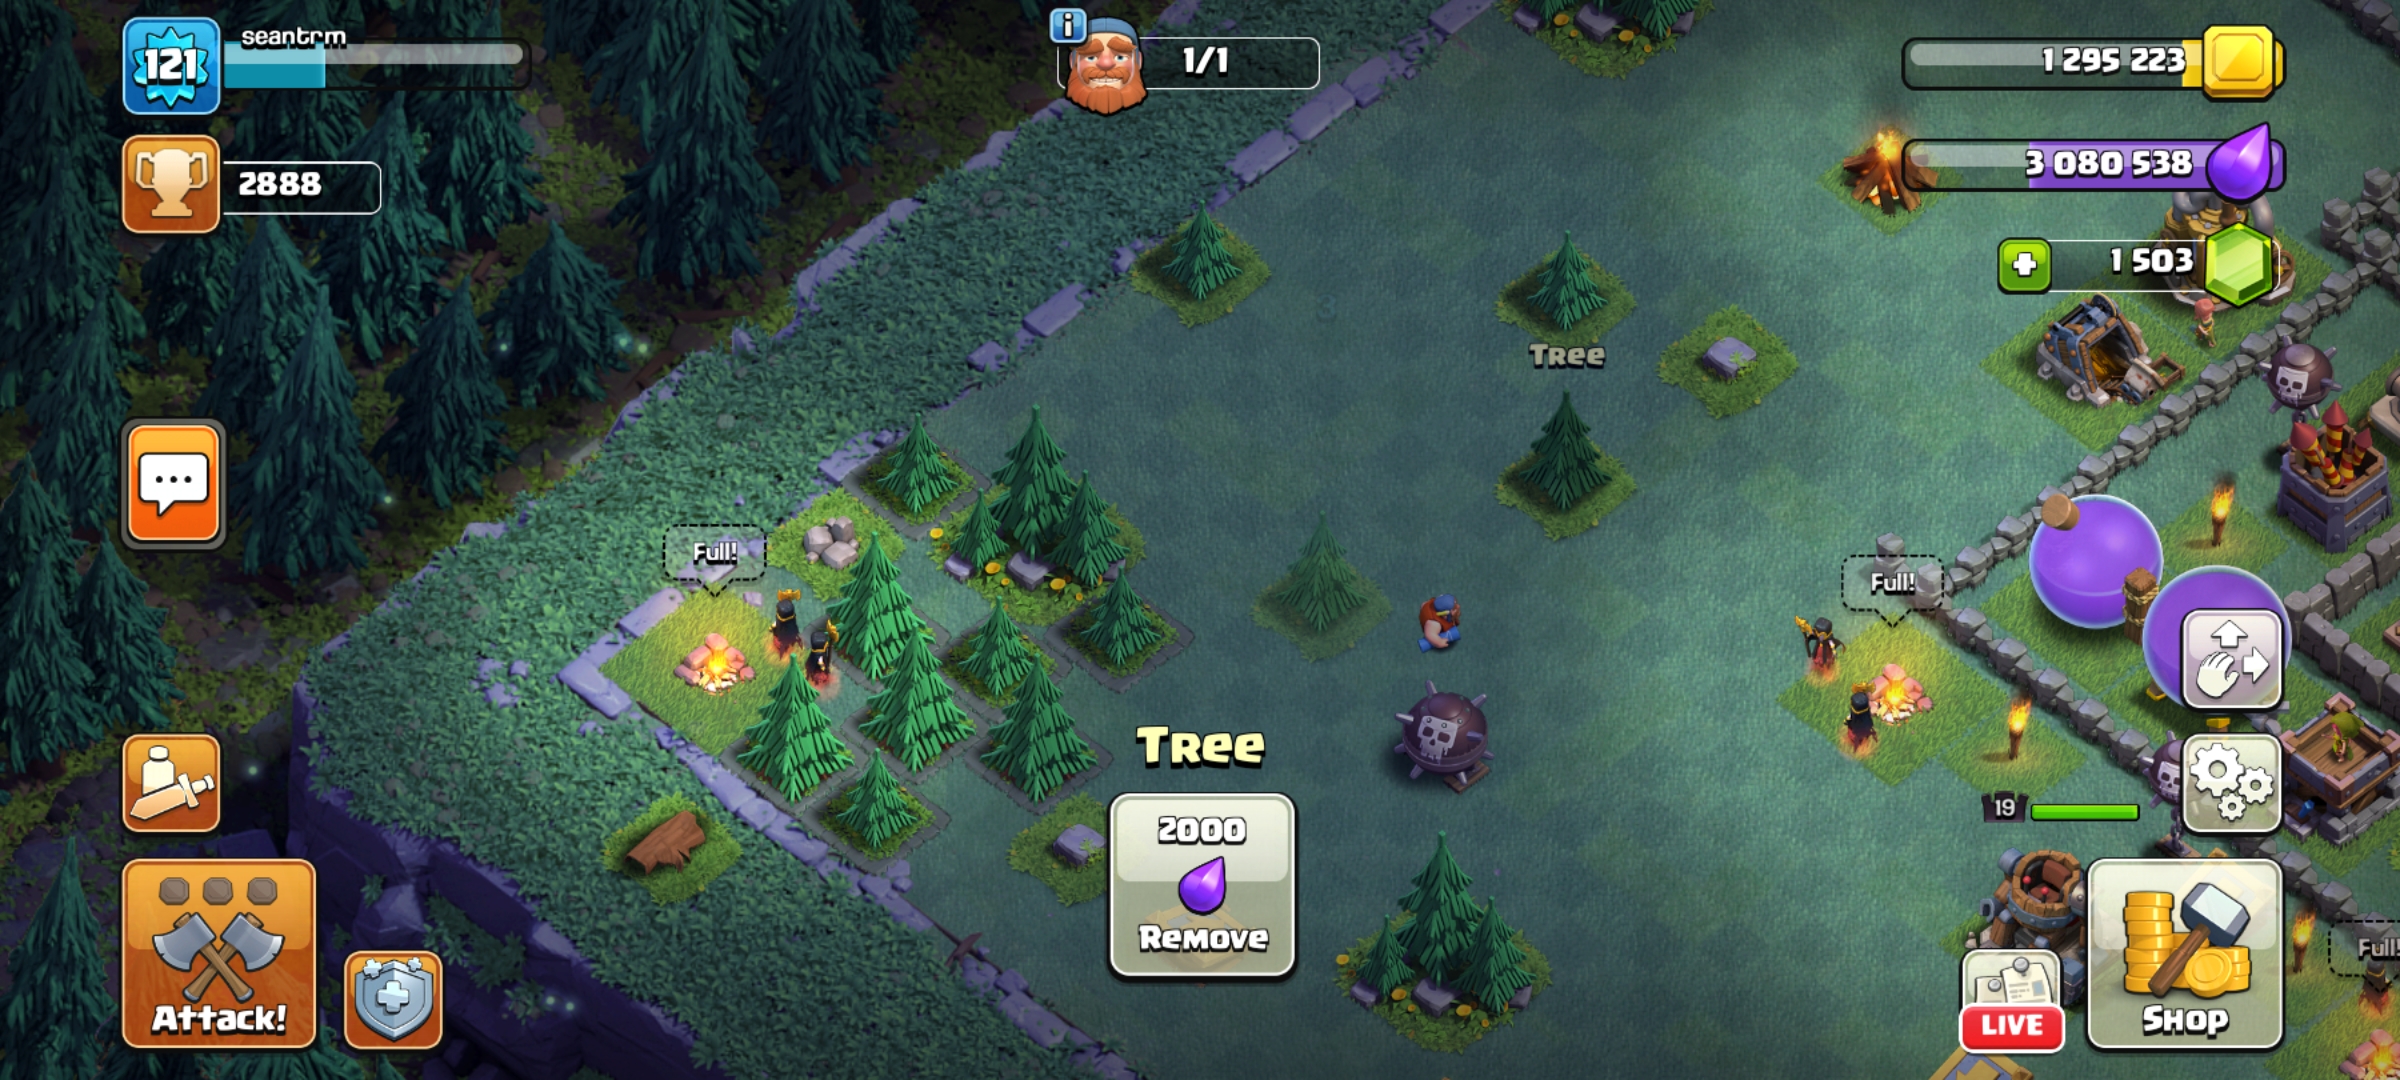 121
seantrm
1/1
1 295 223
2888
3 080 538
1 503
Tree
Full!
Full!
Tree
2000
Remove
19
Full!
Attack!
LIVE
Shop